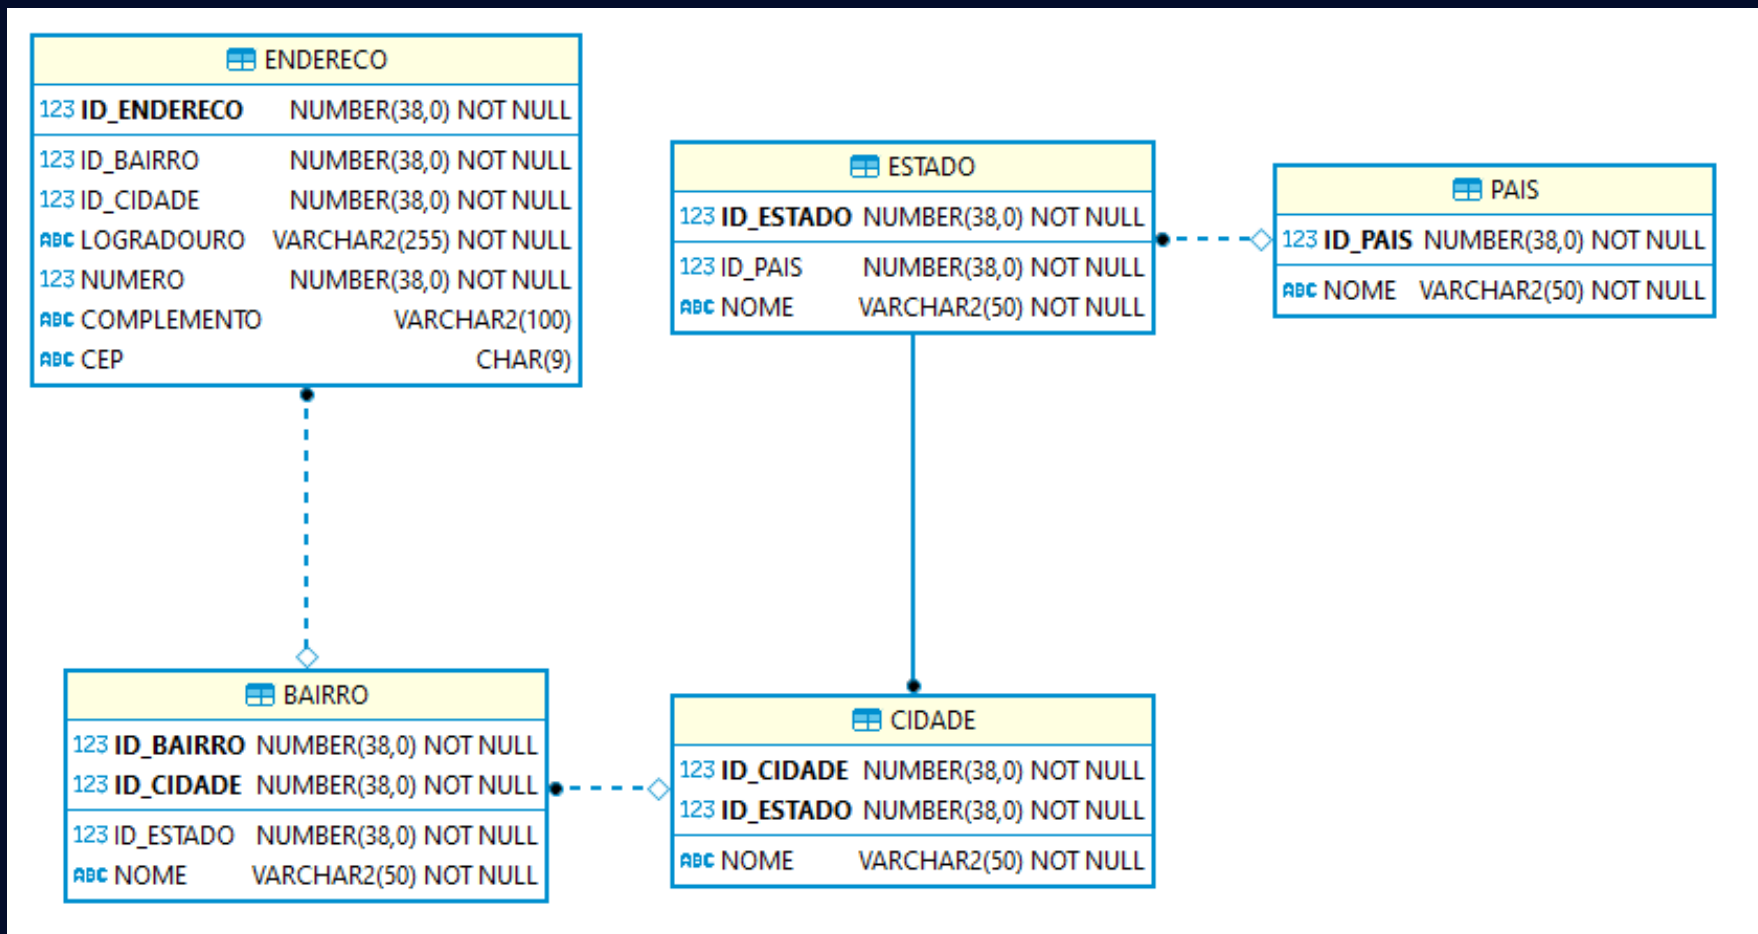 ENDERECO
123 ID_ENDERECO NUMBER(38,0) NOT NULL
123 ID_BAIRRO NUMBER(38,0) NOT NULL
123 ID_CIDADE NUMBER(38,0) NOT NULL
ABC LOGRADOURO VARCHAR2(255) NOT NULL
123 NUMERO NUMBER(38,0) NOT NULL
ABC COMPLEMENTO VARCHAR2(100)
ABC CEP CHAR(9)
ESTADO
123 ID_ESTADO NUMBER(38,0) NOT NULL
123 ID_PAIS NUMBER(38,0) NOT NULL
ABC NOME VARCHAR2(50) NOT NULL
PAIS
123 ID_PAIS NUMBER(38,0) NOT NULL
ABC NOME VARCHAR2(50) NOT NULL
BAIRRO
123 ID_BAIRRO NUMBER(38,0) NOT NULL
123 ID_CIDADE NUMBER(38,0) NOT NULL
123 ID_ESTADO NUMBER(38,0) NOT NULL
ABC NOME VARCHAR2(50) NOT NULL
CIDADE
123 ID_CIDADE NUMBER(38,0) NOT NULL
123 ID_ESTADO NUMBER(38,0) NOT NULL
ABC NOME VARCHAR2(50) NOT NULL